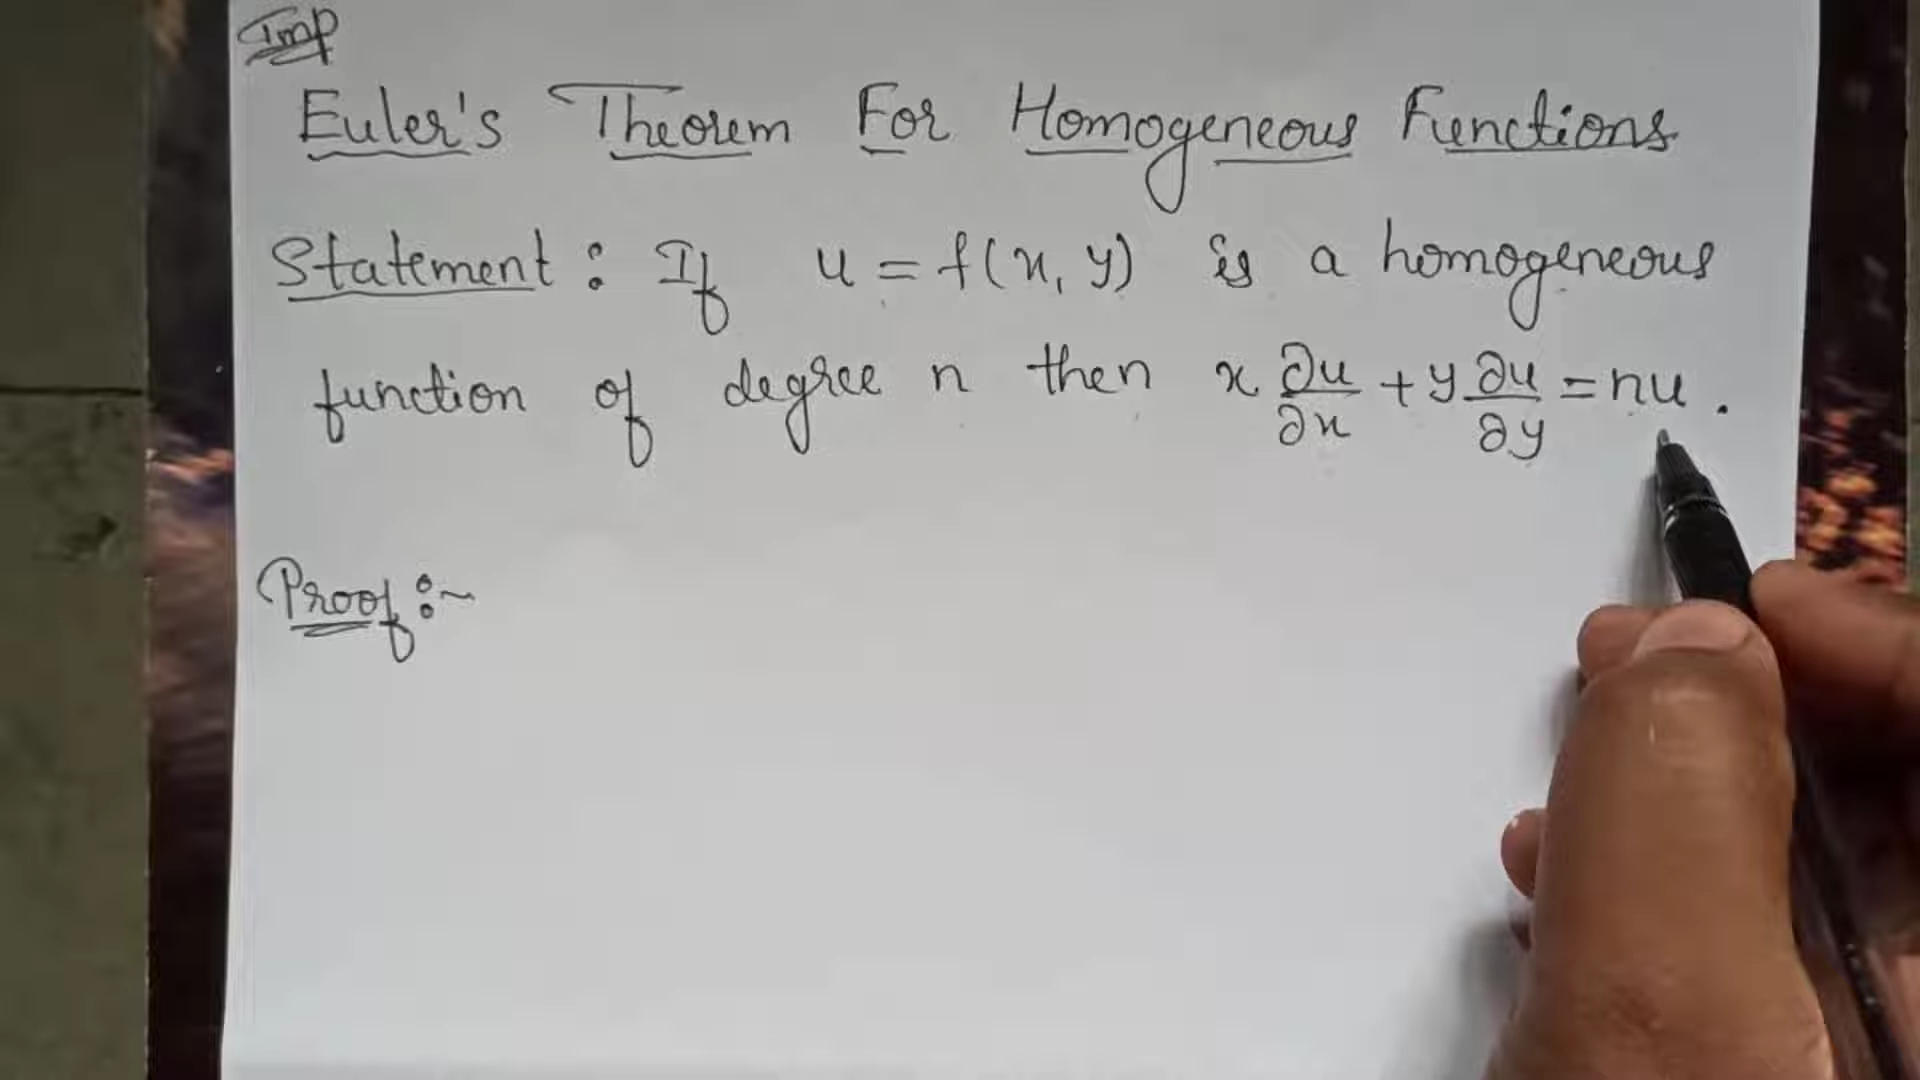 Imp
Euler's Theorem For Homogeneous Functions
Statement : If u = f(x, y) is a homogeneous
function of degree n then x ∂u/∂x + y ∂u/∂y = nu .
Proof :~